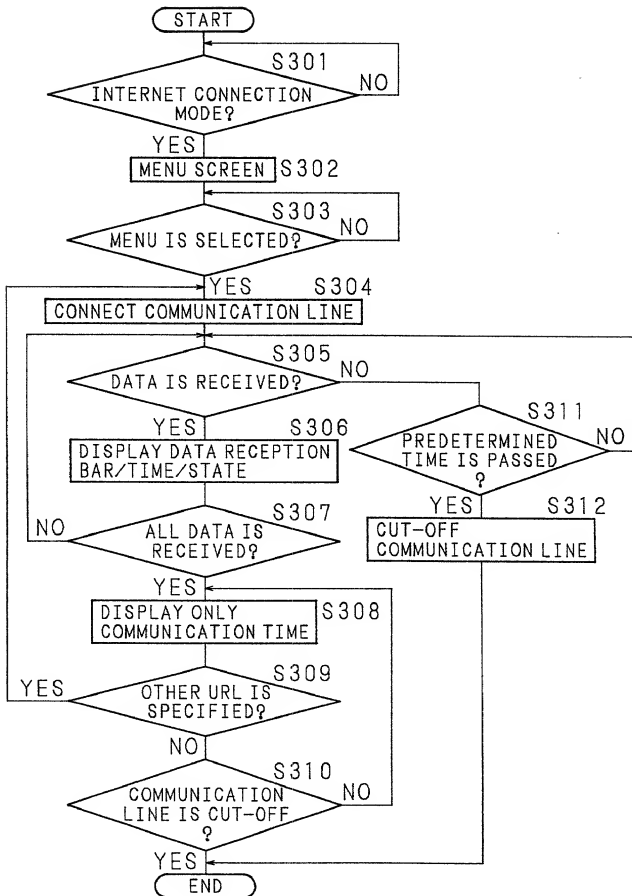 START
S301
INTERNET CONNECTION
MODE?
NO
YES
MENU SCREEN
S302
S303
MENU IS SELECTED?
NO
YES
S304
CONNECT COMMUNICATION LINE
S305
DATA IS RECEIVED?
NO
YES
S306
DISPLAY DATA RECEPTION
BAR/TIME/STATE
S311
PREDETERMINED
TIME IS PASSED
?
NO
YES
S312
CUT-OFF
COMMUNICATION LINE
S307
ALL DATA IS
RECEIVED?
NO
YES
DISPLAY ONLY
COMMUNICATION TIME
S308
S309
OTHER URL IS
SPECIFIED?
YES
NO
S310
COMMUNICATION
LINE IS CUT-OFF
?
NO
YES
END